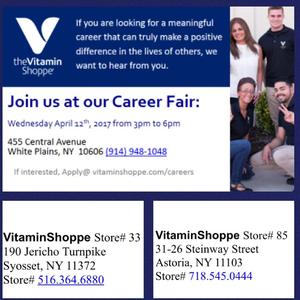 theVitamin
Shoppe
If you are looking for a meaningful
career that can truly make a positive
difference in the lives of others, we
want to hear from you.
Join us at our Career Fair:
Wednesday April 12th, 2017 from 3pm to 6pm
455 Central Avenue
White Plains, NY 10606 (914) 948-1048
If interested, Apply@ vitaminshoppe.com/careers
VitaminShoppe Store# 33
190 Jericho Turnpike
Syosset, NY 11372
Store# 516.364.6880
VitaminShoppe Store# 85
31-26 Steinway Street
Astoria, NY 11103
Store# 718.545.0444